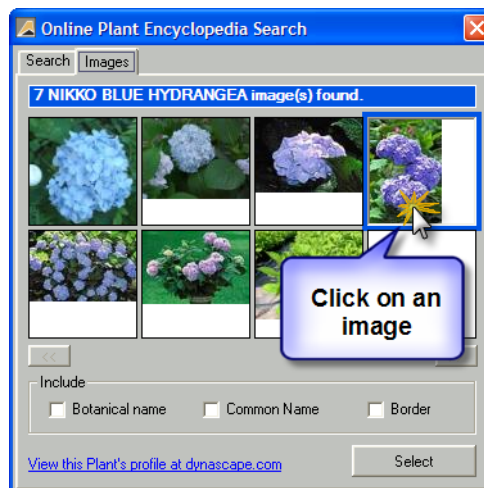 Online Plant Encyclopedia Search
Search Images
7 NIKKO BLUE HYDRANGEA image(s) found.
Click on an
image
<<
Include
Botanical name Common Name Border
View this Plant's profile at dynascape.com
Select